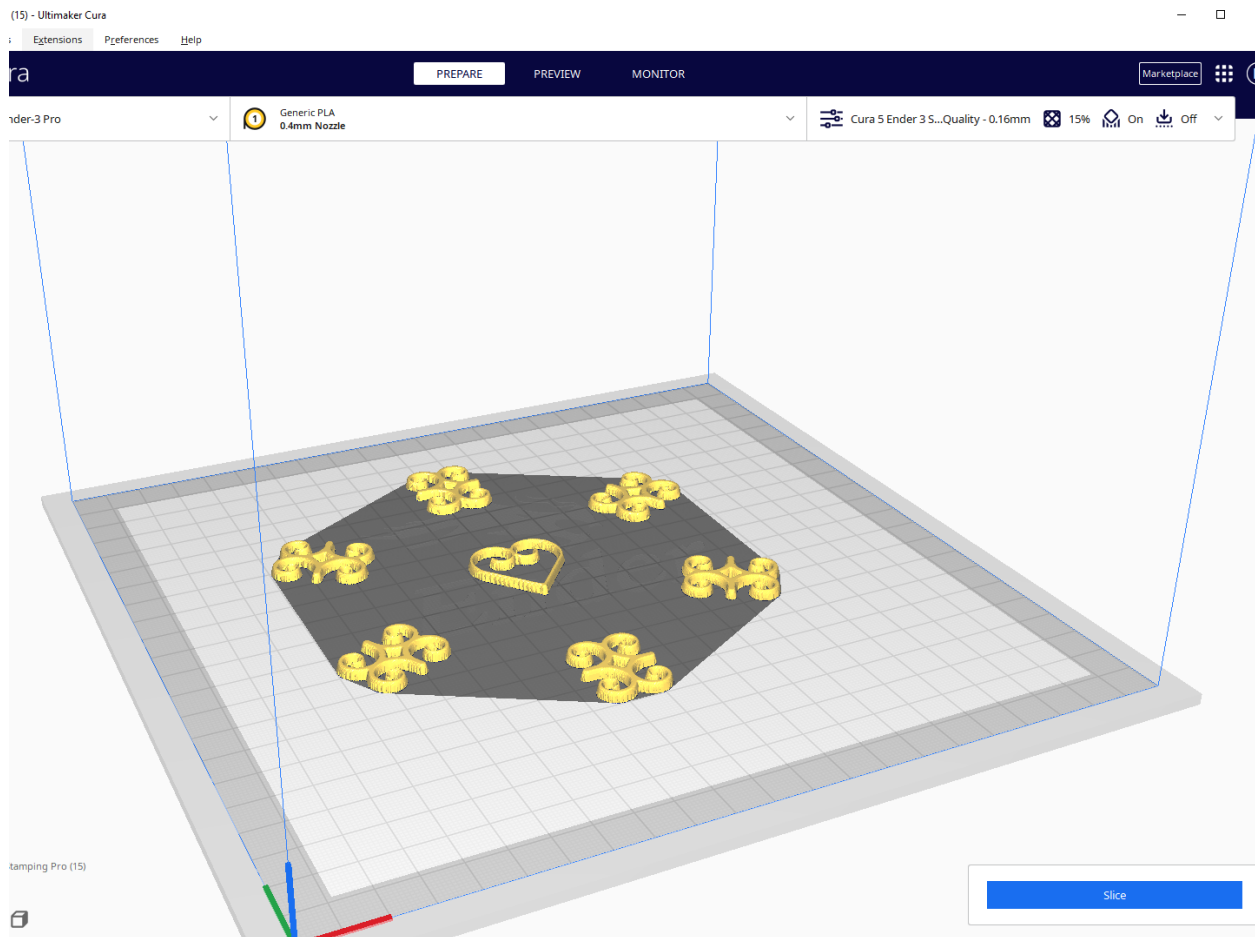 (15) - Ultimaker Cura
s Extensions Preferences Help
ra PREPARE PREVIEW MONITOR Marketplace
nder-3 Pro
1 Generic PLA
0.4mm Nozzle
Cura 5 Ender 3 S...Quality - 0.16mm 15% On Off
tamping Pro (15)
Slice